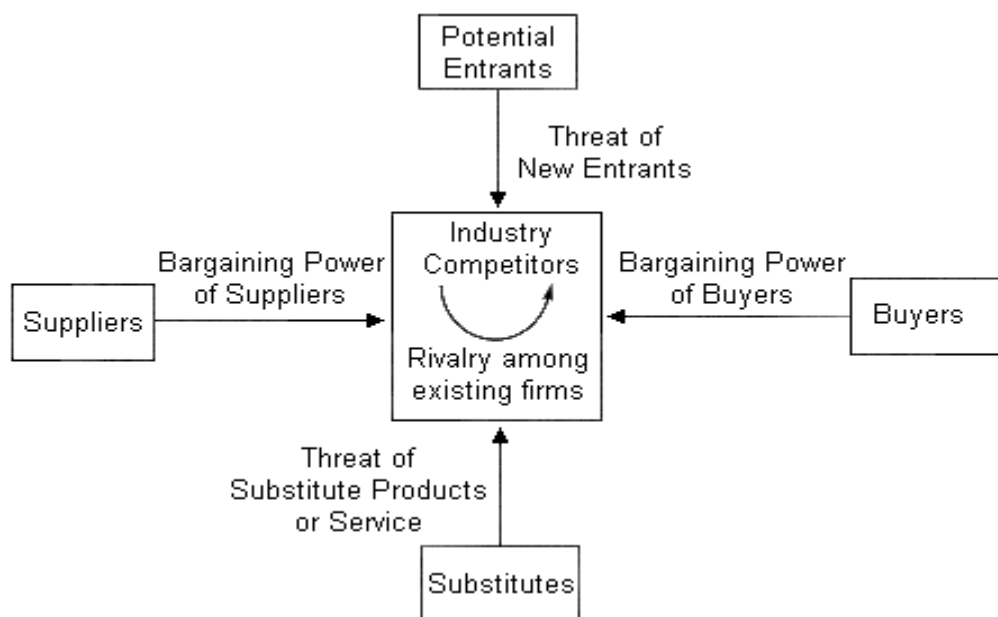 Potential
Entrants
Threat of
New Entrants
Industry
Competitors
Bargaining Power
of Suppliers
Bargaining Power
of Buyers
Suppliers
Buyers
Rivalry among
existing firms
Threat of
Substitute Products
or Service
Substitutes